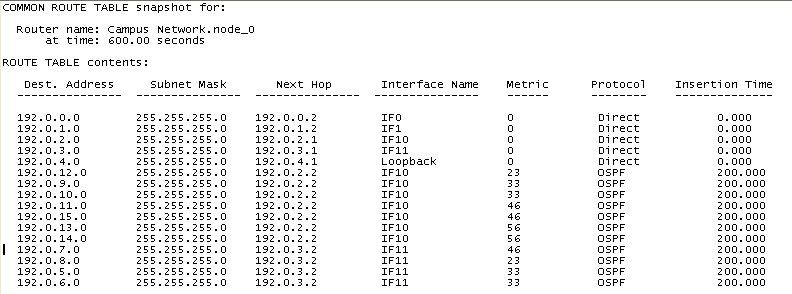 COMMON ROUTE TABLE snapshot for:
Router name: Campus Network.node_0
at time: 600.00 seconds
ROUTE TABLE contents:
Dest. Address Subnet Mask Next Hop Interface Name Metric Protocol Insertion Time
--------------- --------------- --------------- -------------- ------ -------- --------------
192.0.0.0 255.255.255.0 192.0.0.2 IF0 0 Direct 0.000
192.0.1.0 255.255.255.0 192.0.1.2 IF1 0 Direct 0.000
192.0.2.0 255.255.255.0 192.0.2.1 IF10 0 Direct 0.000
192.0.3.0 255.255.255.0 192.0.3.1 IF11 0 Direct 0.000
192.0.4.0 255.255.255.0 192.0.4.1 Loopback 0 Direct 0.000
192.0.12.0 255.255.255.0 192.0.2.2 IF10 23 OSPF 200.000
192.0.9.0 255.255.255.0 192.0.2.2 IF10 33 OSPF 200.000
192.0.10.0 255.255.255.0 192.0.2.2 IF10 33 OSPF 200.000
192.0.11.0 255.255.255.0 192.0.2.2 IF10 46 OSPF 200.000
192.0.15.0 255.255.255.0 192.0.2.2 IF10 46 OSPF 200.000
192.0.13.0 255.255.255.0 192.0.2.2 IF10 56 OSPF 200.000
192.0.14.0 255.255.255.0 192.0.2.2 IF10 56 OSPF 200.000
192.0.7.0 255.255.255.0 192.0.3.2 IF11 46 OSPF 200.000
192.0.8.0 255.255.255.0 192.0.3.2 IF11 23 OSPF 200.000
192.0.5.0 255.255.255.0 192.0.3.2 IF11 33 OSPF 200.000
192.0.6.0 255.255.255.0 192.0.3.2 IF11 33 OSPF 200.000